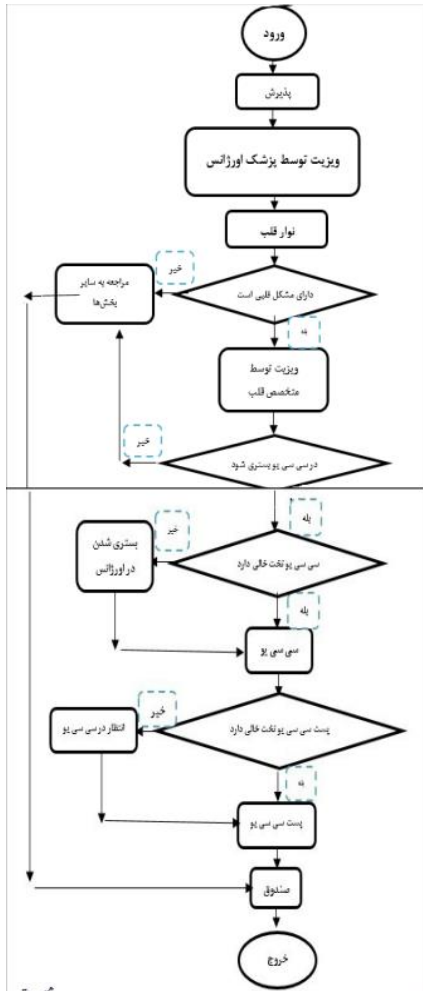 ورود
پذیرش
ویزیت توسط پزشک اورژانس
نوار قلب
دارای مشکل قلبی است
خیر
مراجعه به سایر
بخش‌ها
بله
ویزیت توسط
متخصص قلب
در سی سی یو بستری شود
خیر
بله
سی سی یو تخت خالی دارد
خیر
بستری شدن
در اورژانس
بله
سی سی یو
پست سی سی یو تخت خالی دارد
خیر
انتظار در سی سی یو
بله
پست سی سی یو
صندوق
خروج